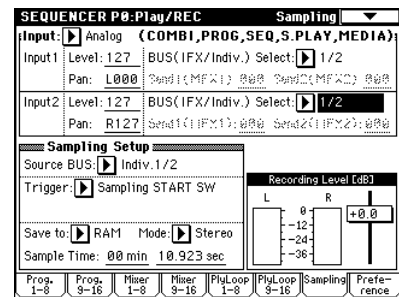 SEQUENCER P0:Play/REC Sampling
Input: Analog (COMBI,PROG,SEQ,S.PLAY,MEDIA)
Input1 Level: 127 BUS(IFX/Indiv.) Select: 1/2
Pan: L000 Send1(MFX1): 000 Send2(MFX2): 000
Input2 Level: 127 BUS(IFX/Indiv.) Select: 1/2
Pan: R127 Send1(MFX1): 000 Send2(MFX2): 000
Sampling Setup
Source BUS: Indiv.1/2
Trigger: Sampling START SW
Save to: RAM Mode: Stereo
Sample Time: 00 min 10.923 sec
Recording Level [dB]
L R
0
+0.0
-12
-24
-36
Prog. 1-8 Prog. 9-16 Mixer 1-8 Mixer 9-16 PlyLoop 1-8 PlyLoop 9-16 Sampling Prefe-rence